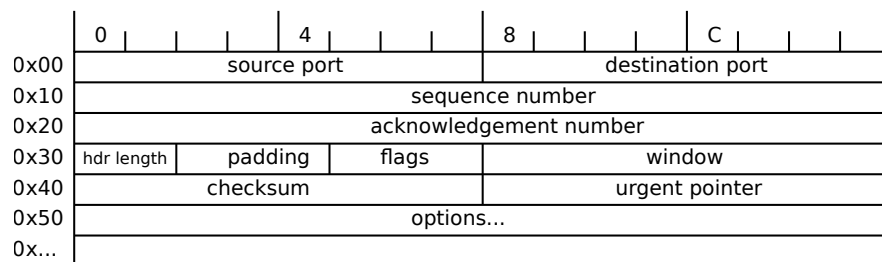 0 4 8 C
0x00 source port destination port
0x10 sequence number
0x20 acknowledgement number
0x30 hdr length padding flags window
0x40 checksum urgent pointer
0x50 options...
0x...